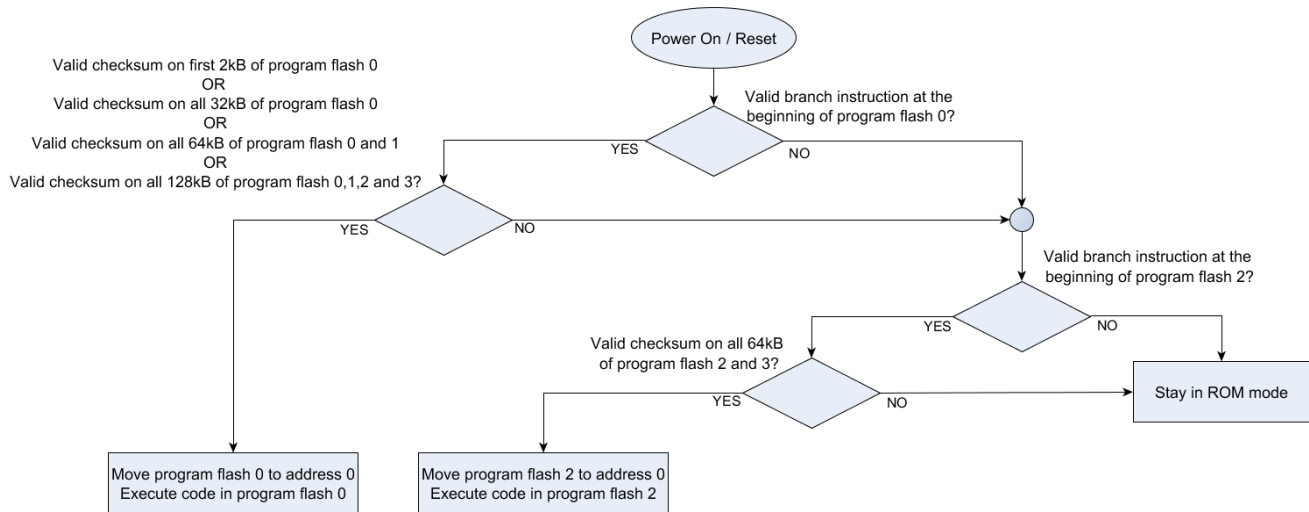 Power On / Reset
Valid checksum on first 2kB of program flash 0
OR
Valid checksum on all 32kB of program flash 0
OR
Valid checksum on all 64kB of program flash 0 and 1
OR
Valid checksum on all 128kB of program flash 0,1,2 and 3?
Valid branch instruction at the
beginning of program flash 0?
YES
NO
YES
NO
Valid branch instruction at the
beginning of program flash 2?
YES
NO
Valid checksum on all 64kB
of program flash 2 and 3?
YES
NO
Stay in ROM mode
Move program flash 0 to address 0
Execute code in program flash 0
Move program flash 2 to address 0
Execute code in program flash 2